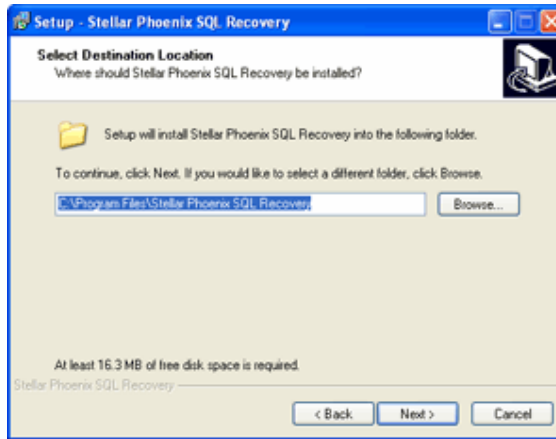 Setup - Stellar Phoenix SQL Recovery
Select Destination Location
Where should Stellar Phoenix SQL Recovery be installed?
Setup will install Stellar Phoenix SQL Recovery into the following folder.
To continue, click Next. If you would like to select a different folder, click Browse.
C:\Program Files\Stellar Phoenix SQL Recovery
Browse...
At least 16.3 MB of free disk space is required.
Stellar Phoenix SQL Recovery
< Back
Next >
Cancel